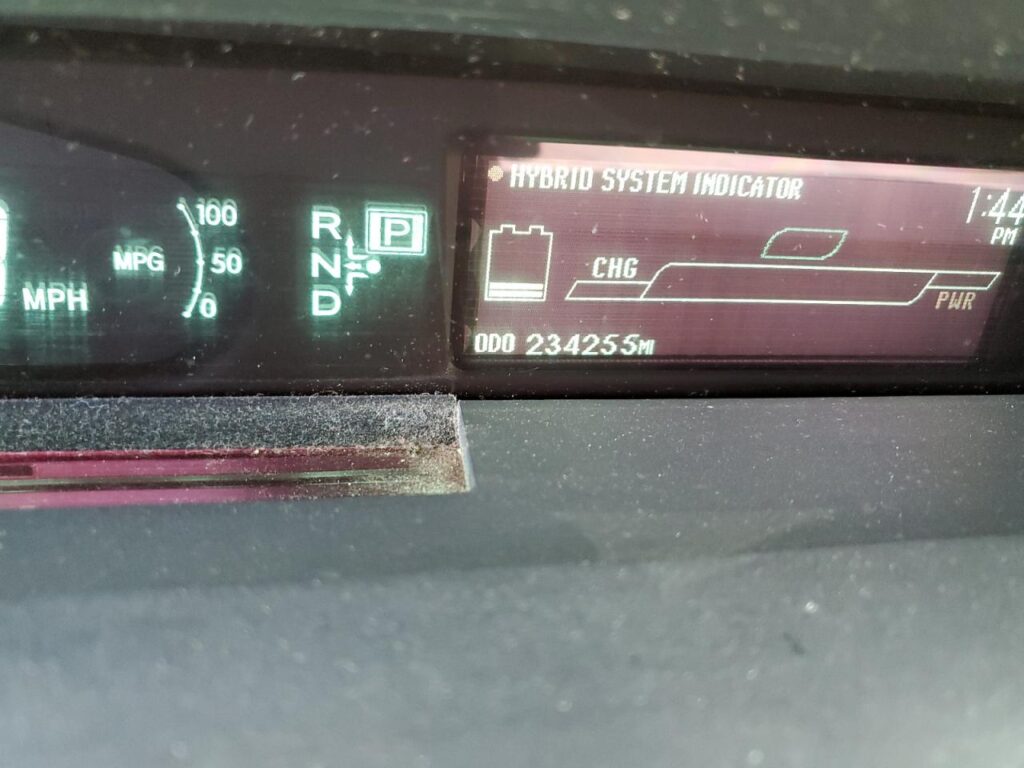 100
MPG 50
MPH 0
R P
N
D
HYBRID SYSTEM INDICATOR
1:44
PM
CHG
PWR
ODO 234255MI